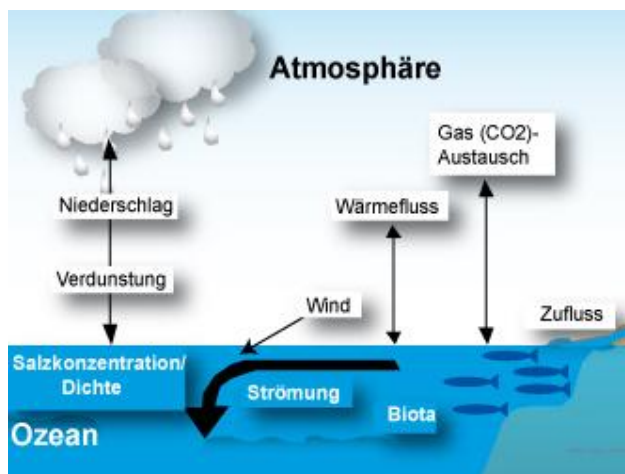 Atmosphäre
Gas (CO2)-
Austausch
Niederschlag
Wärmefluss
Verdunstung
Wind
Zufluss
Salzkonzentration/
Dichte
Strömung
Biota
Ozean